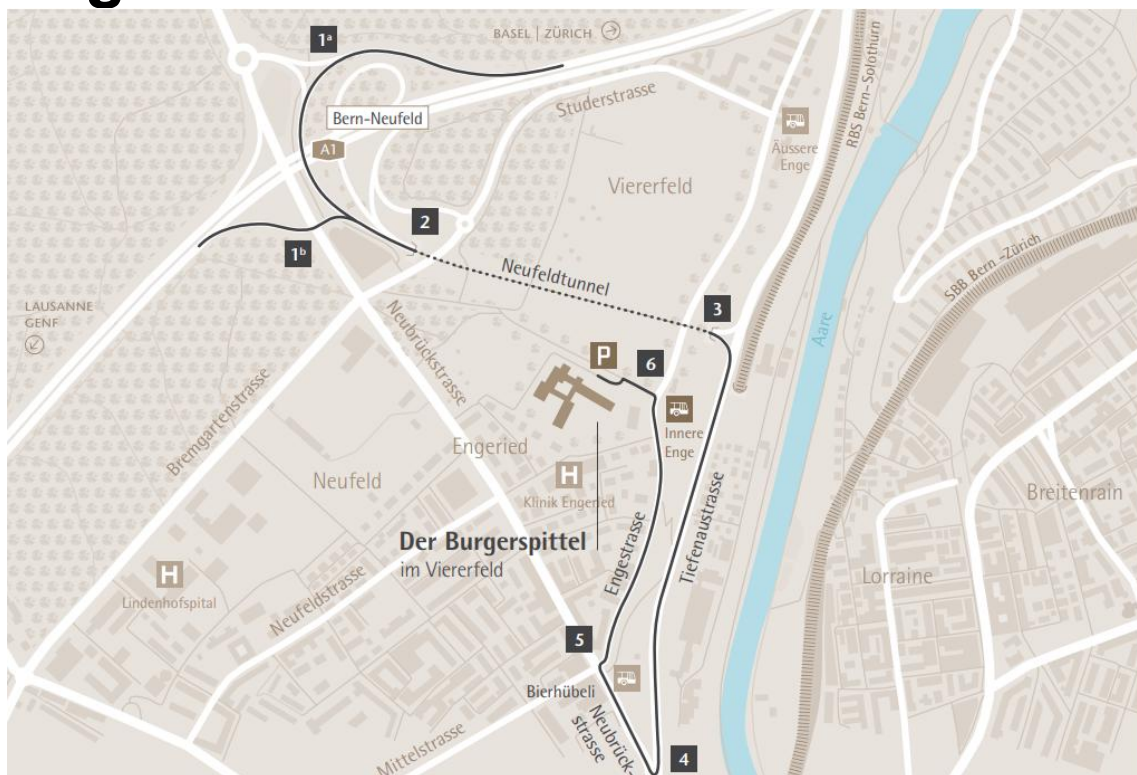 1a
BASEL | ZÜRICH
Studerstrasse
Bern-Neufeld
A1
RBS Bern–Solothurn
Äussere
Enge
Viererfeld
2
1b
Neufeldtunnel
SBB Bern–Zürich
LAUSANNE
GENF
3
Aare
Neubrückstrasse
P
6
Bremgartenstrasse
Innere
Enge
Engeried
H
Klinik Engeried
Neufeld
Breitenrain
Der Burgerspittel
im Viererfeld
Engestrasse
Tiefenaustrasse
H
Lindenhofspital
Neufeldstrasse
Lorraine
5
Bierhübeli
Neubrück-
strasse
Mittelstrasse
4